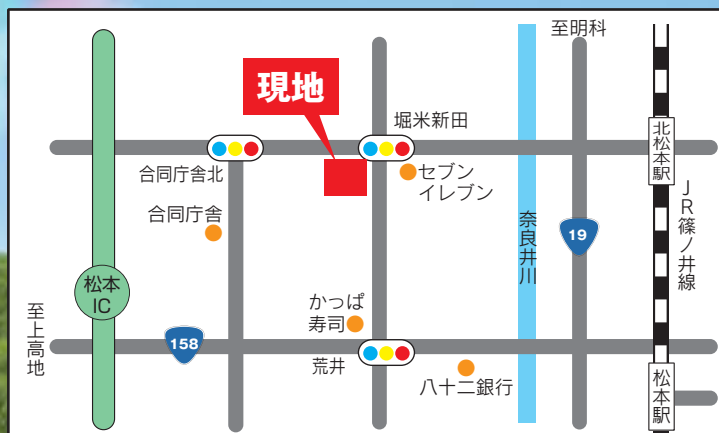 至明科
現地
堀米新田
北松本駅
合同庁舎北
セブン
イレブン
JR篠ノ井線
合同庁舎
奈良井川
19
松本
IC
かっぱ
寿司
至上高地
158
荒井
八十二銀行
松本駅